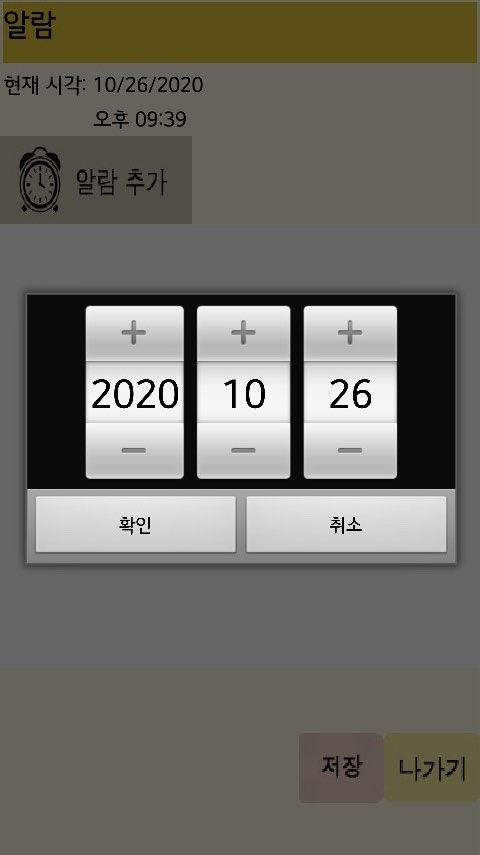 알람
현재 시각: 10/26/2020
오후 09:39
알람 추가
+ + +
2020 10 26
− − −
확인 취소
저장 나가기